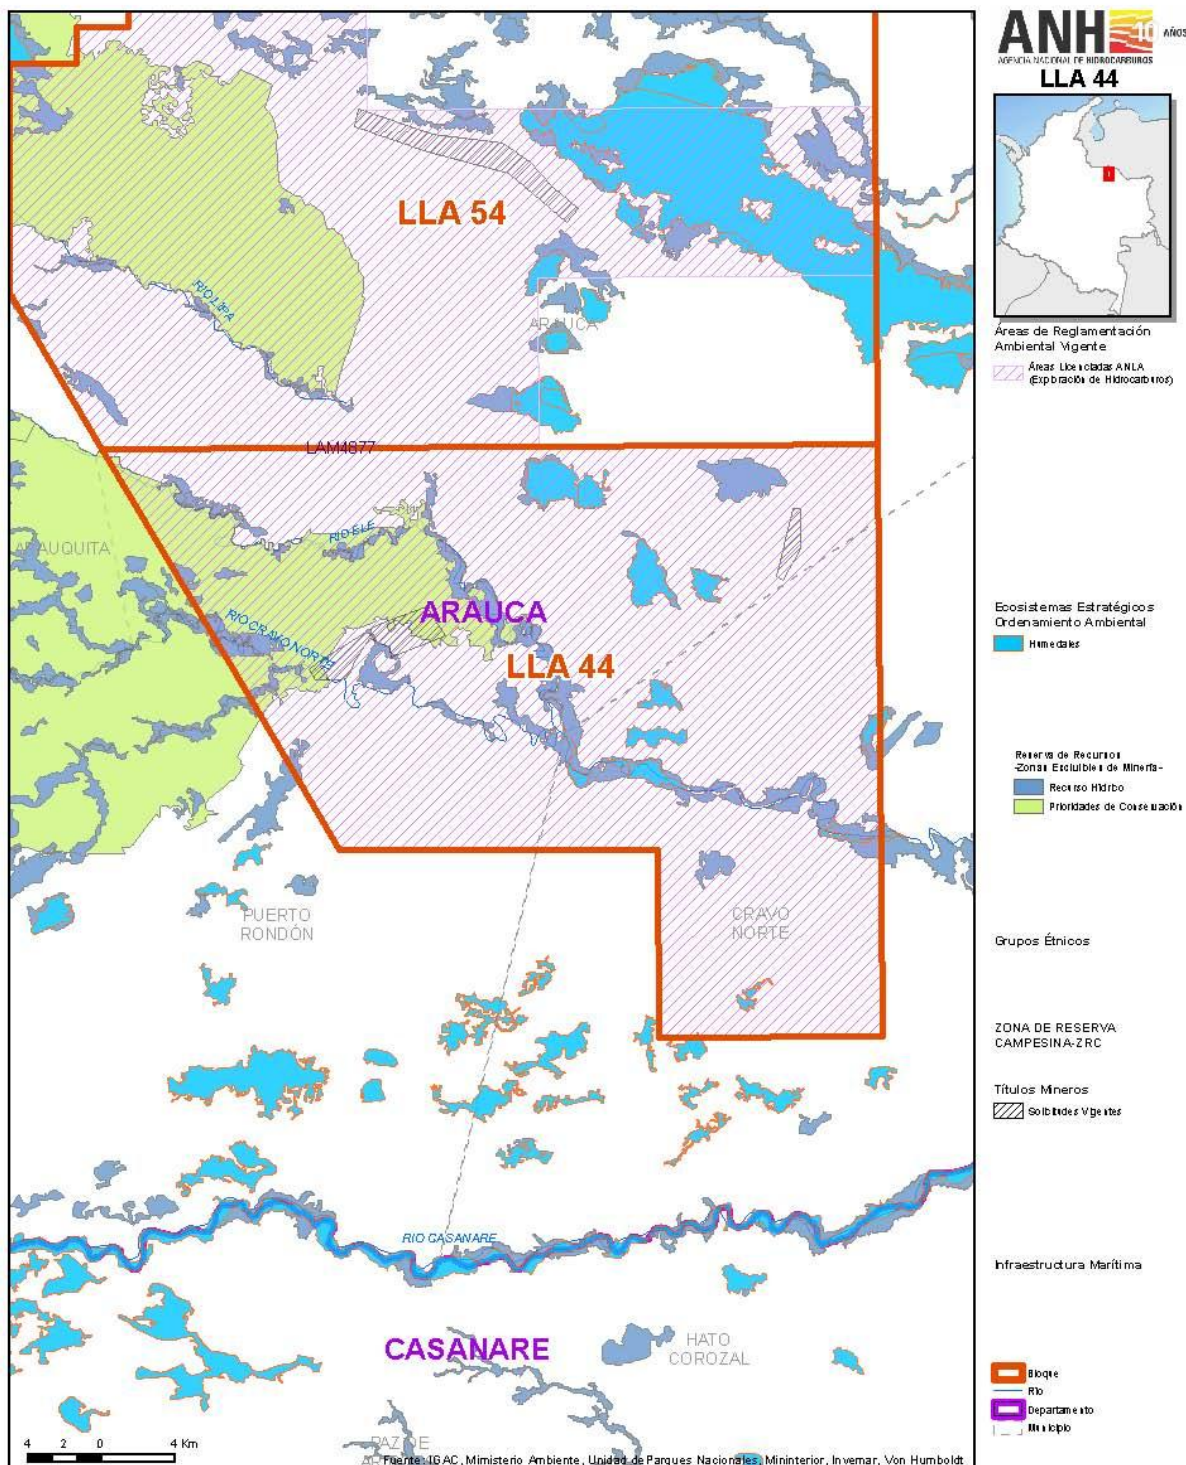 ANH
10 AÑOS
AGENCIA NACIONAL DE HIDROCARBUROS
LLA 44
LLA 54
RIO LIPA
ARAUCA
LAM4877
ARAUQUITA
RIO ELE
RIO CRAVO NORTE
ARAUCA
LLA 44
PUERTO
RONDÓN
CRAVO
NORTE
RIO CASANARE
CASANARE
HATO
COROZAL
PAZ DE
4 2 0 4 Km
Fuente: IGAC, Mimisterio Ambiente, Unidad de Parques Nacionales, Mininterior, Invemar, Von Humboldt
Áreas de Reglamentación
Ambiental Vigente
Áreas Licenciadas ANLA
(Exploración de Hidrocarburos)
Ecosistemas Estratégicos
Ordenamiento Ambiental
Humedales
Reserva de Recursos
-Zonas Excluibles de Minería-
Recurso Hídrico
Prioridades de Conservación
Grupos Étnicos
ZONA DE RESERVA
CAMPESINA-ZRC
Títulos Mineros
Solicitudes Vigentes
Infraestructura Marítima
Bloque
Río
Departamento
Municipio